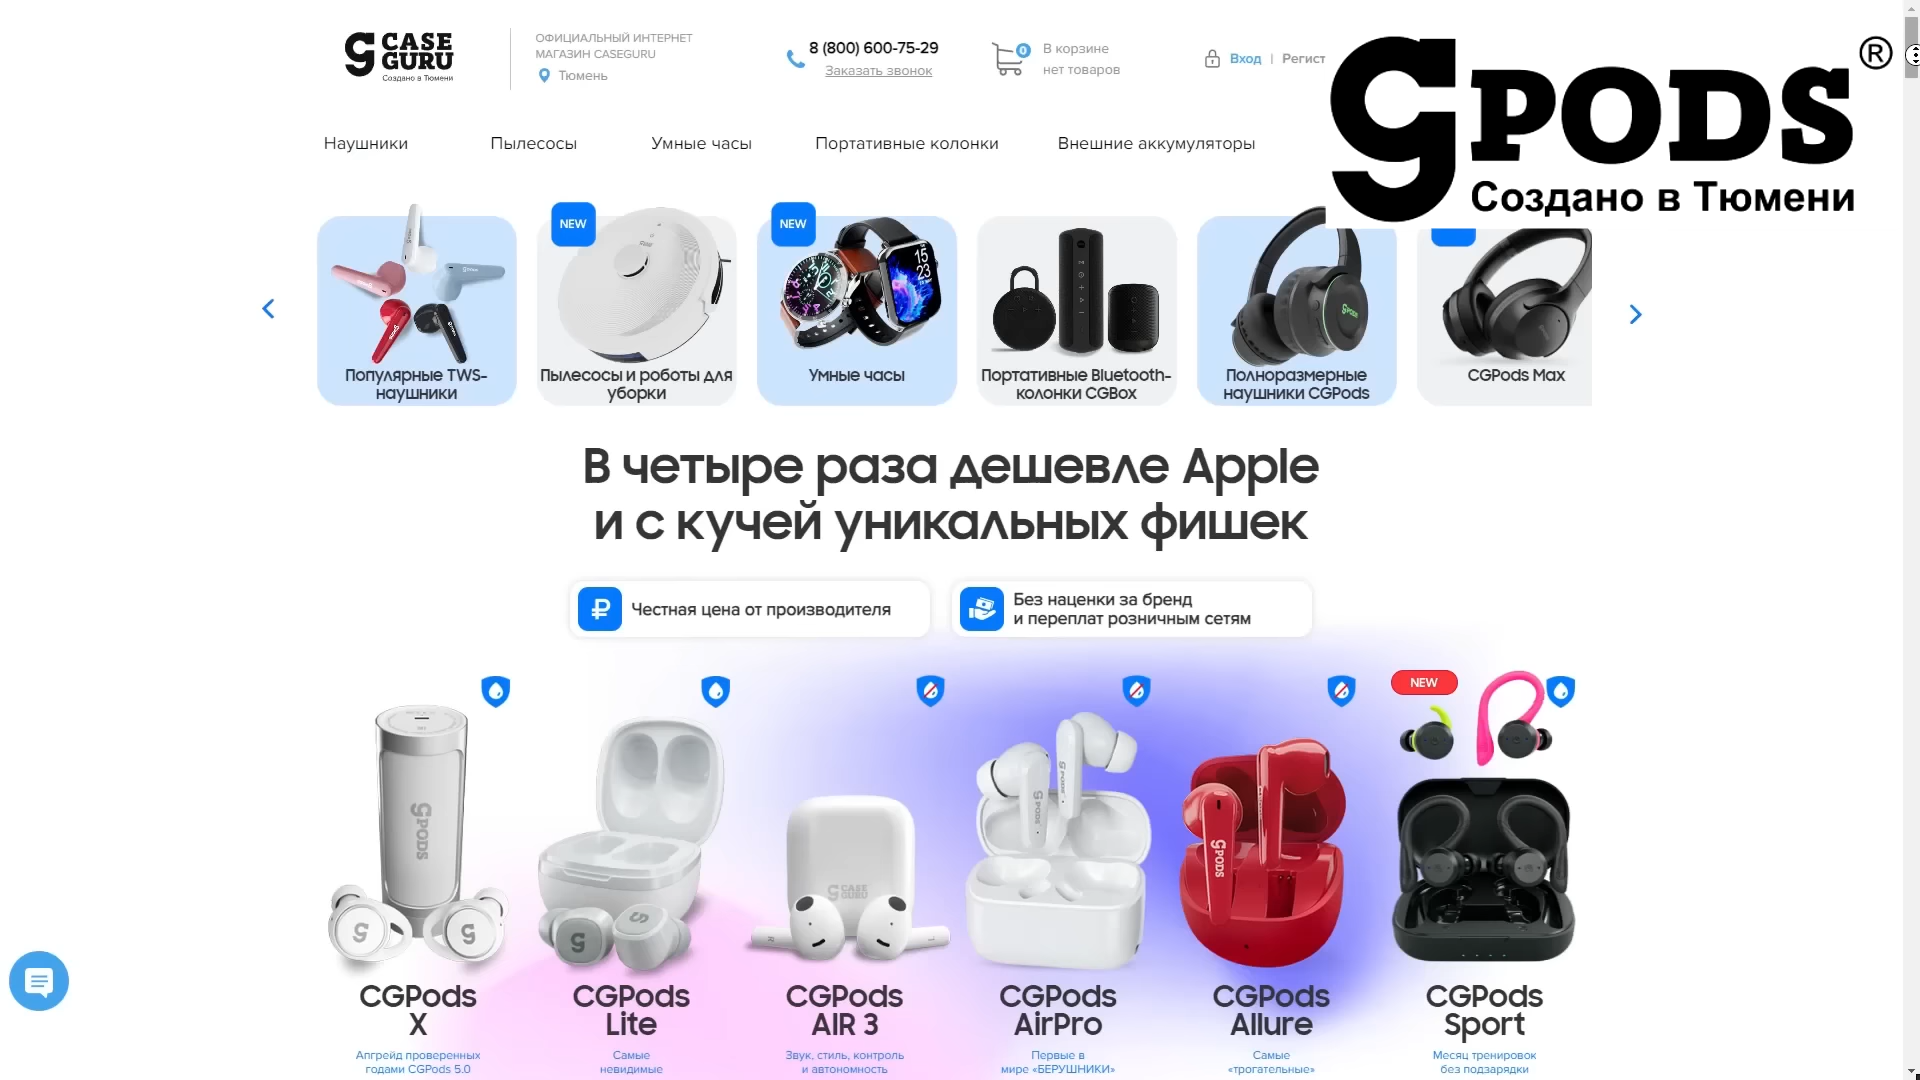 CASE
GURU
Создано в Тюмени
ОФИЦИАЛЬНЫЙ ИНТЕРНЕТ
МАГАЗИН CASEGURU
Тюмень
8 (800) 600-75-29
Заказать звонок
0
В корзине
нет товаров
Вход | Регист
GPODS ®
Создано в Тюмени
Наушники
Пылесосы
Умные часы
Портативные колонки
Внешние аккумуляторы
NEW
NEW
Популярные TWS-
наушники
Пылесосы и роботы для
уборки
Умные часы
Портативные Bluetooth-
колонки CGBox
Полноразмерные
наушники CGPods
CGPods Max
В четыре раза дешевле Apple
и с кучей уникальных фишек
Честная цена от производителя
Без наценки за бренд
и переплат розничным сетям
NEW
GPODS
CASE
GURU
GPODS
GPODS
CGPods
X
CGPods
Lite
CGPods
AIR 3
CGPods
AirPro
CGPods
Allure
CGPods
Sport
Апгрейд проверенных
годами CGPods 5.0
Самые
невидимые
Звук, стиль, контроль
и автономность
Первые в
мире «БЕРУШНИКИ»
Самые
«трогательные»
Месяц тренировок
без подзарядки